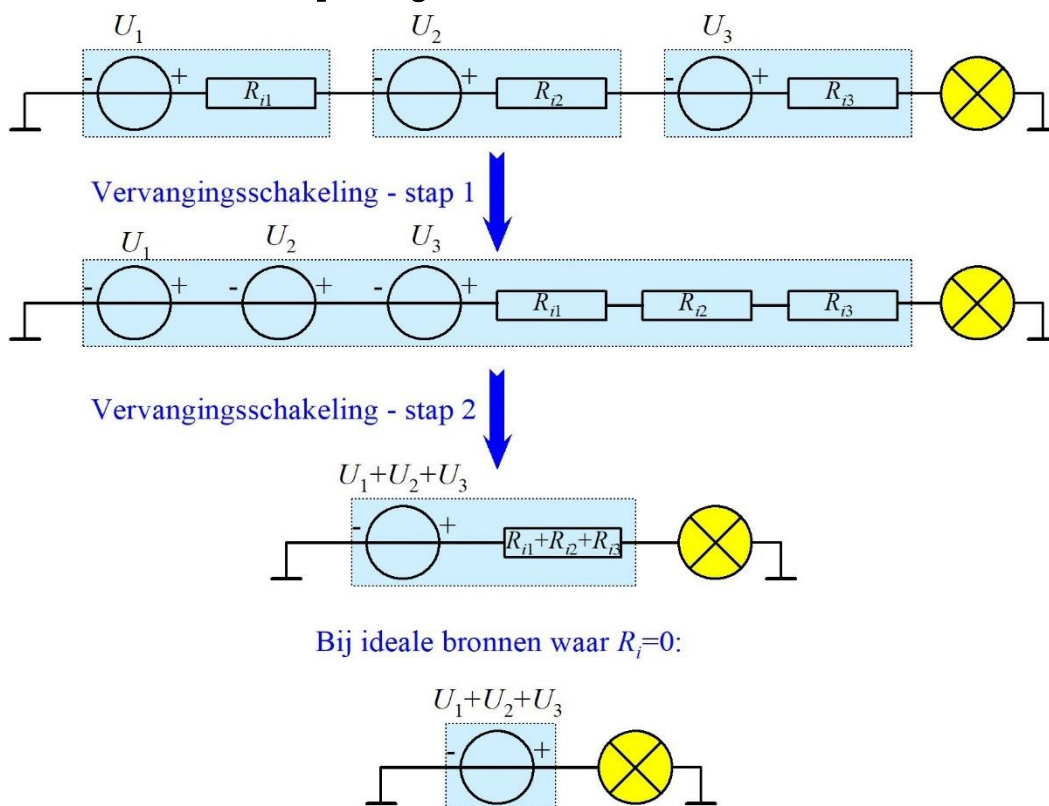 U₁ U₂ U₃
- + Rᵢ₁ - + Rᵢ₂ - + Rᵢ₃
Vervangingsschakeling - stap 1
U₁ U₂ U₃
- + - + - + Rᵢ₁ Rᵢ₂ Rᵢ₃
Vervangingsschakeling - stap 2
U₁+U₂+U₃
- + Rᵢ₁+Rᵢ₂+Rᵢ₃
Bij ideale bronnen waar Rᵢ=0:
U₁+U₂+U₃
- +